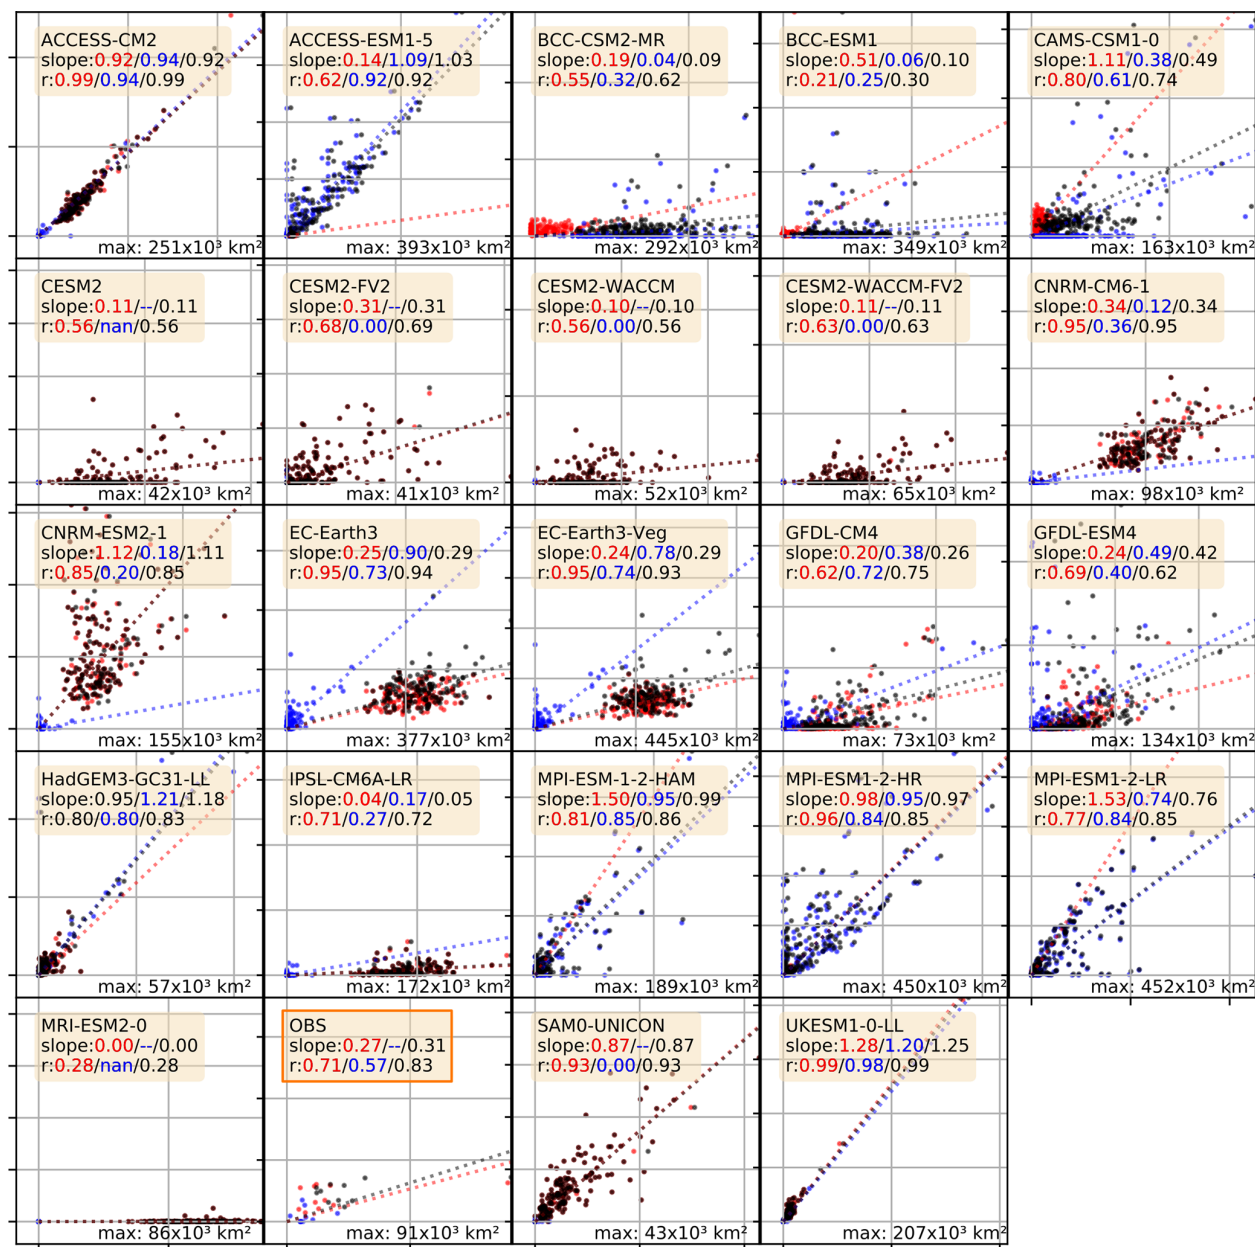 ACCESS-CM2
slope:0.92/0.94/0.92
r:0.99/0.94/0.99
max: 251x10³ km²
ACCESS-ESM1-5
slope:0.14/1.09/1.03
r:0.62/0.92/0.92
max: 393x10³ km²
BCC-CSM2-MR
slope:0.19/0.04/0.09
r:0.55/0.32/0.62
max: 292x10³ km²
BCC-ESM1
slope:0.51/0.06/0.10
r:0.21/0.25/0.30
max: 349x10³ km²
CAMS-CSM1-0
slope:1.11/0.38/0.49
r:0.80/0.61/0.74
max: 163x10³ km²
CESM2
slope:0.11/--/0.11
r:0.56/nan/0.56
max: 42x10³ km²
CESM2-FV2
slope:0.31/--/0.31
r:0.68/0.00/0.69
max: 41x10³ km²
CESM2-WACCM
slope:0.10/--/0.10
r:0.56/0.00/0.56
max: 52x10³ km²
CESM2-WACCM-FV2
slope:0.11/--/0.11
r:0.63/0.00/0.63
max: 65x10³ km²
CNRM-CM6-1
slope:0.34/0.12/0.34
r:0.95/0.36/0.95
max: 98x10³ km²
CNRM-ESM2-1
slope:1.12/0.18/1.11
r:0.85/0.20/0.85
max: 155x10³ km²
EC-Earth3
slope:0.25/0.90/0.29
r:0.95/0.73/0.94
max: 377x10³ km²
EC-Earth3-Veg
slope:0.24/0.78/0.29
r:0.95/0.74/0.93
max: 445x10³ km²
GFDL-CM4
slope:0.20/0.38/0.26
r:0.62/0.72/0.75
max: 73x10³ km²
GFDL-ESM4
slope:0.24/0.49/0.42
r:0.69/0.40/0.62
max: 134x10³ km²
HadGEM3-GC31-LL
slope:0.95/1.21/1.18
r:0.80/0.80/0.83
max: 57x10³ km²
IPSL-CM6A-LR
slope:0.04/0.17/0.05
r:0.71/0.27/0.72
max: 172x10³ km²
MPI-ESM-1-2-HAM
slope:1.50/0.95/0.99
r:0.81/0.85/0.86
max: 189x10³ km²
MPI-ESM1-2-HR
slope:0.98/0.95/0.97
r:0.96/0.84/0.85
max: 450x10³ km²
MPI-ESM1-2-LR
slope:1.53/0.74/0.76
r:0.77/0.84/0.85
max: 452x10³ km²
MRI-ESM2-0
slope:0.00/--/0.00
r:0.28/nan/0.28
max: 86x10³ km²
OBS
slope:0.27/--/0.31
r:0.71/0.57/0.83
max: 91x10³ km²
SAM0-UNICON
slope:0.87/--/0.87
r:0.93/0.00/0.93
max: 43x10³ km²
UKESM1-0-LL
slope:1.28/1.20/1.25
r:0.99/0.98/0.99
max: 207x10³ km²